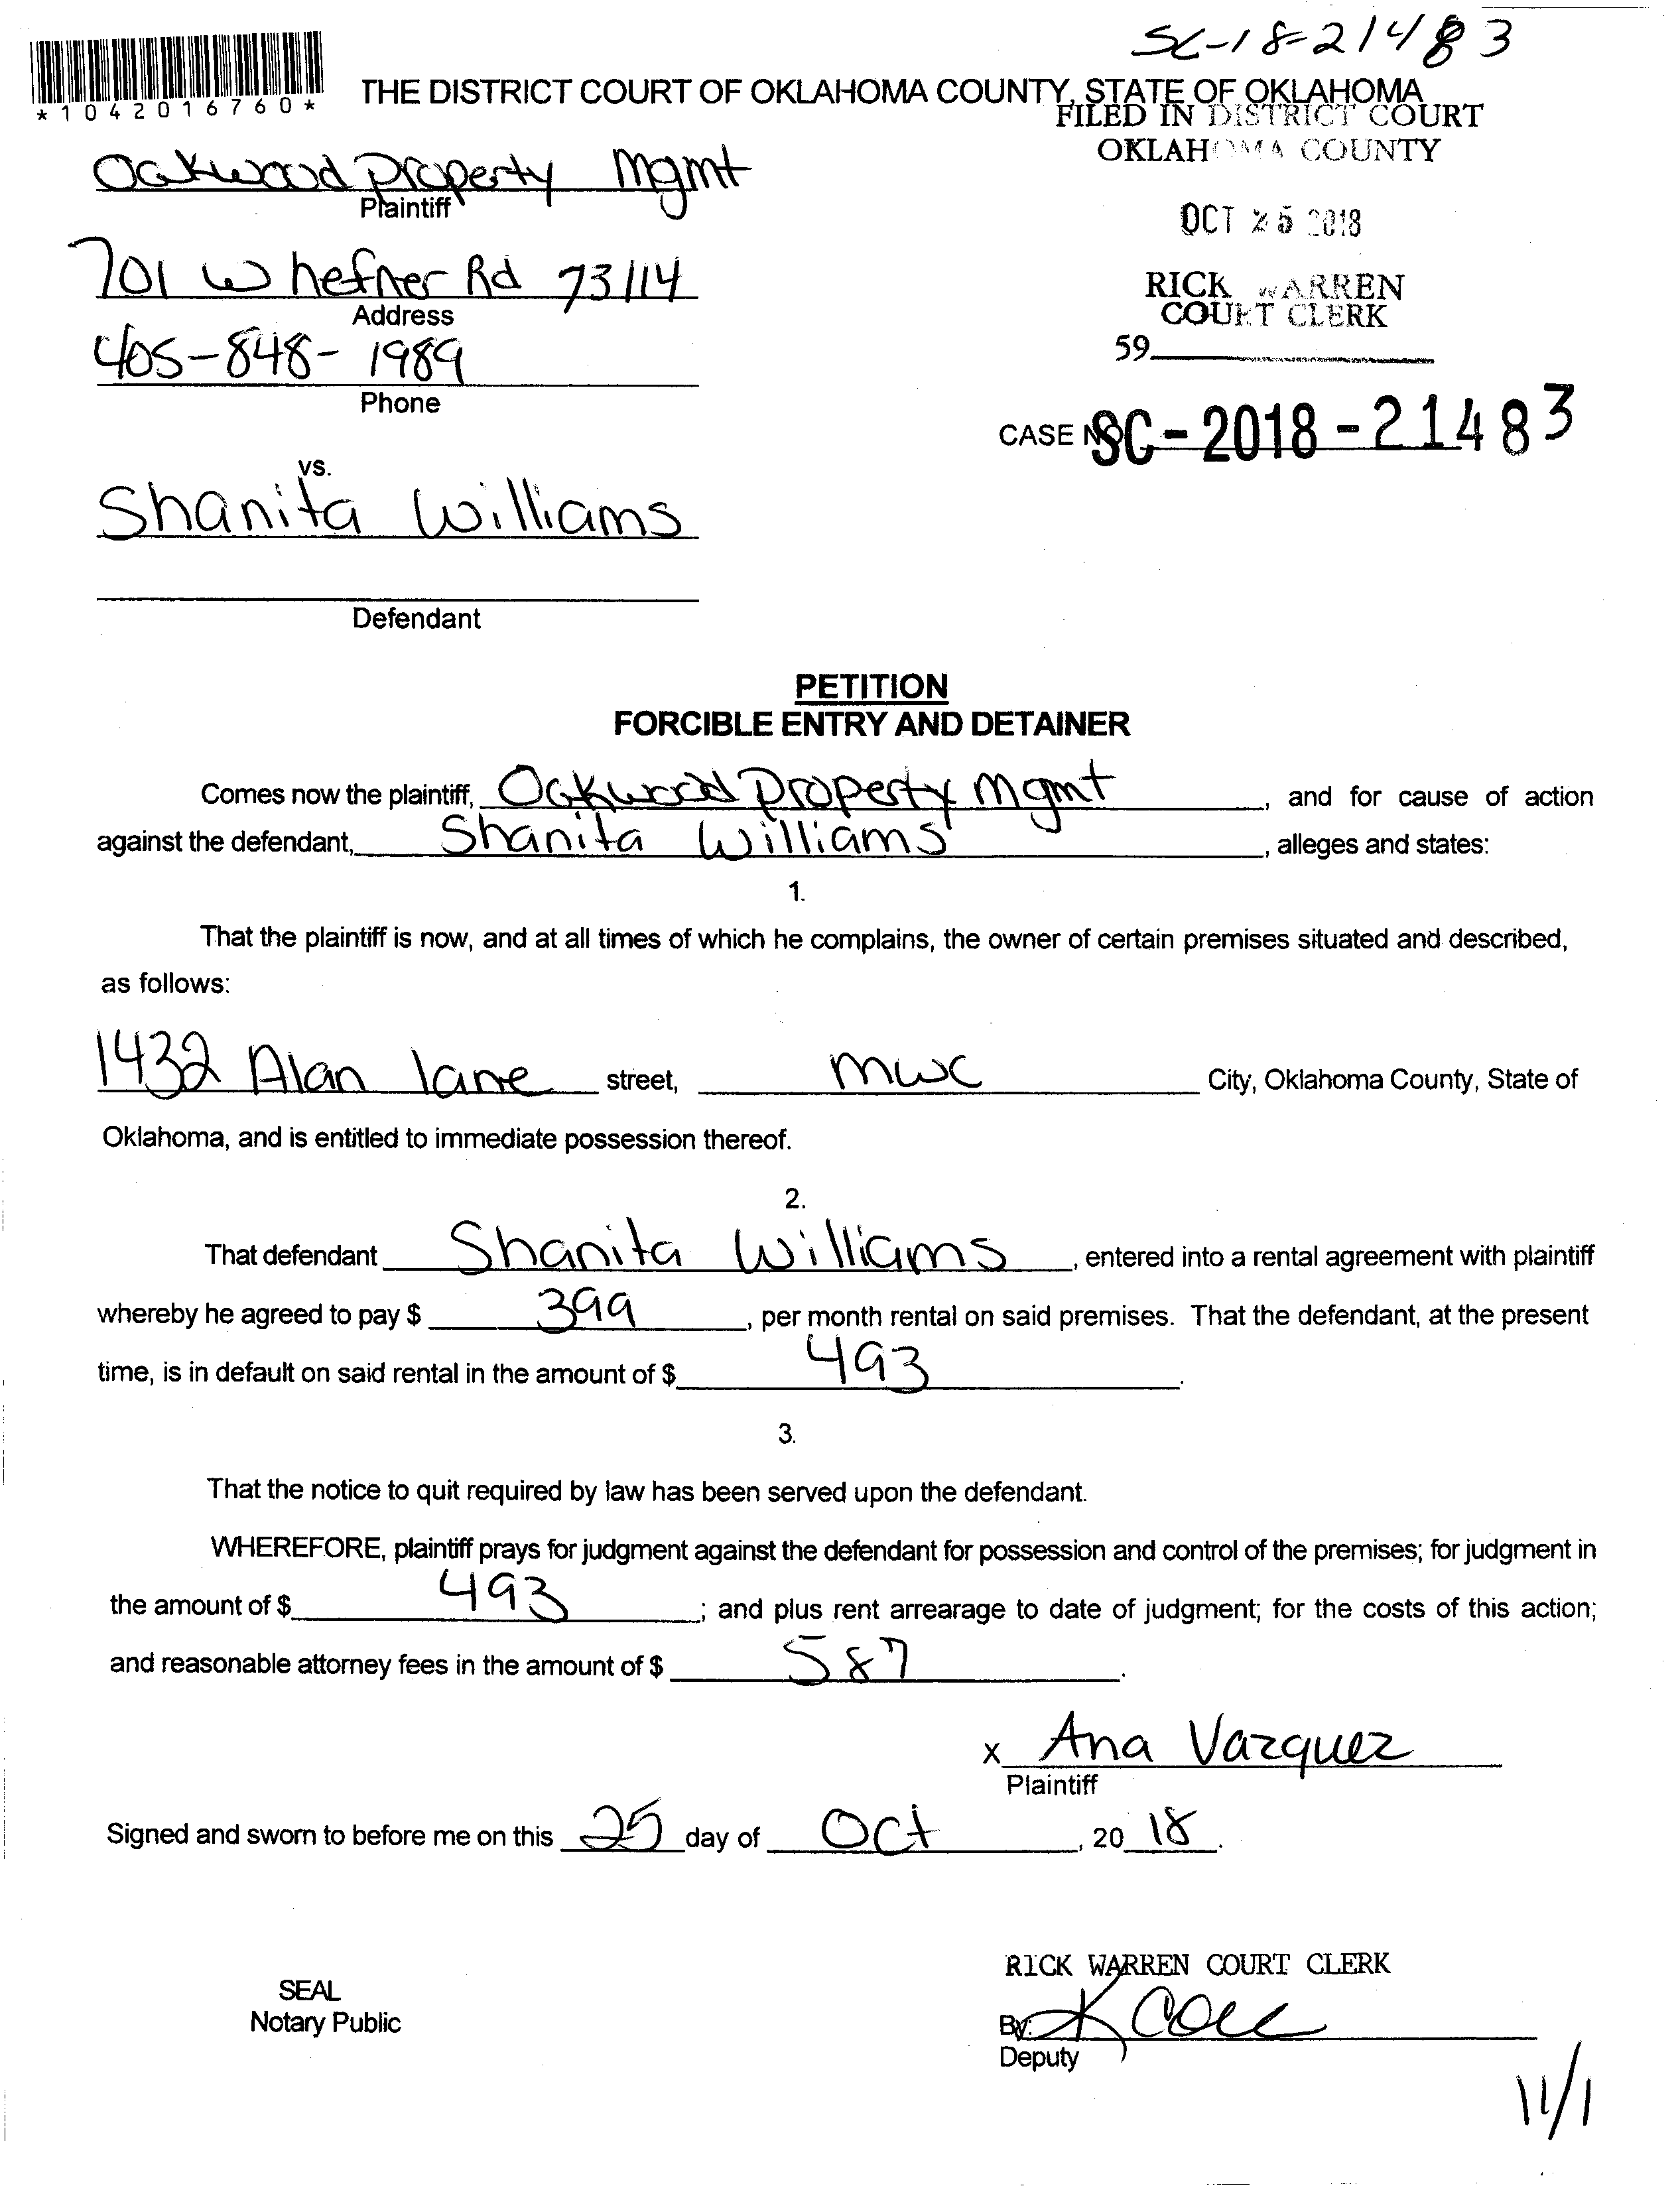 SC-18-21483
*1042016760*
THE DISTRICT COURT OF OKLAHOMA COUNTY, STATE OF OKLAHOMA
FILED IN DISTRICT COURT
OKLAHOMA COUNTY
Oakwood Property Mgmt
Plaintiff
OCT 25 2018
701 W hefner Rd 73114
Address
RICK WARREN
COURT CLERK
405-848-1989
59
Phone
CASE NO. SC-2018-21483
vs.
Shanita Williams
Defendant
PETITION
FORCIBLE ENTRY AND DETAINER
Comes now the plaintiff, Oakwood Property Mgmt, and for cause of action
against the defendant, Shanita Williams, alleges and states:
1.
That the plaintiff is now, and at all times of which he complains, the owner of certain premises situated and described,
as follows:
1432 Alan lane street, mwc City, Oklahoma County, State of
Oklahoma, and is entitled to immediate possession thereof.
2.
That defendant Shanita Williams, entered into a rental agreement with plaintiff
whereby he agreed to pay $ 399, per month rental on said premises. That the defendant, at the present
time, is in default on said rental in the amount of $ 493.
3.
That the notice to quit required by law has been served upon the defendant.
WHEREFORE, plaintiff prays for judgment against the defendant for possession and control of the premises; for judgment in
the amount of $ 493; and plus rent arrearage to date of judgment; for the costs of this action;
and reasonable attorney fees in the amount of $ 587.
x Ana Vazquez
Plaintiff
Signed and sworn to before me on this 25 day of Oct, 20 18.
RICK WARREN COURT CLERK
SEAL
Notary Public
By:
Deputy
11/1